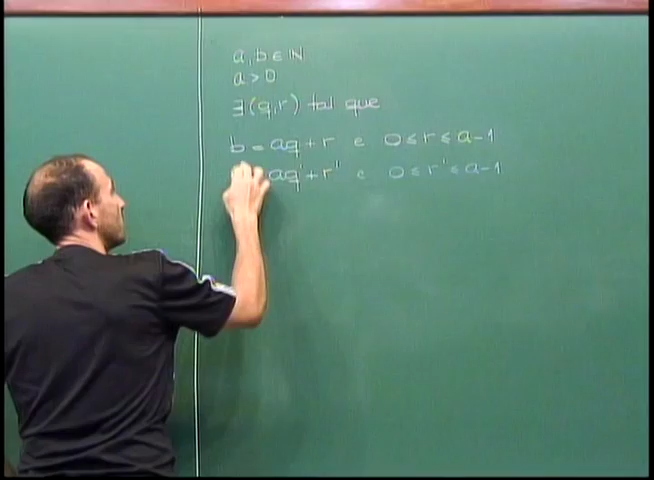 a, b ∈ ℕ
a > 0
∃ (q, r) tal que
b = aq + r e 0 ≤ r ≤ a-1
aq' + r' e 0 ≤ r' ≤ a-1